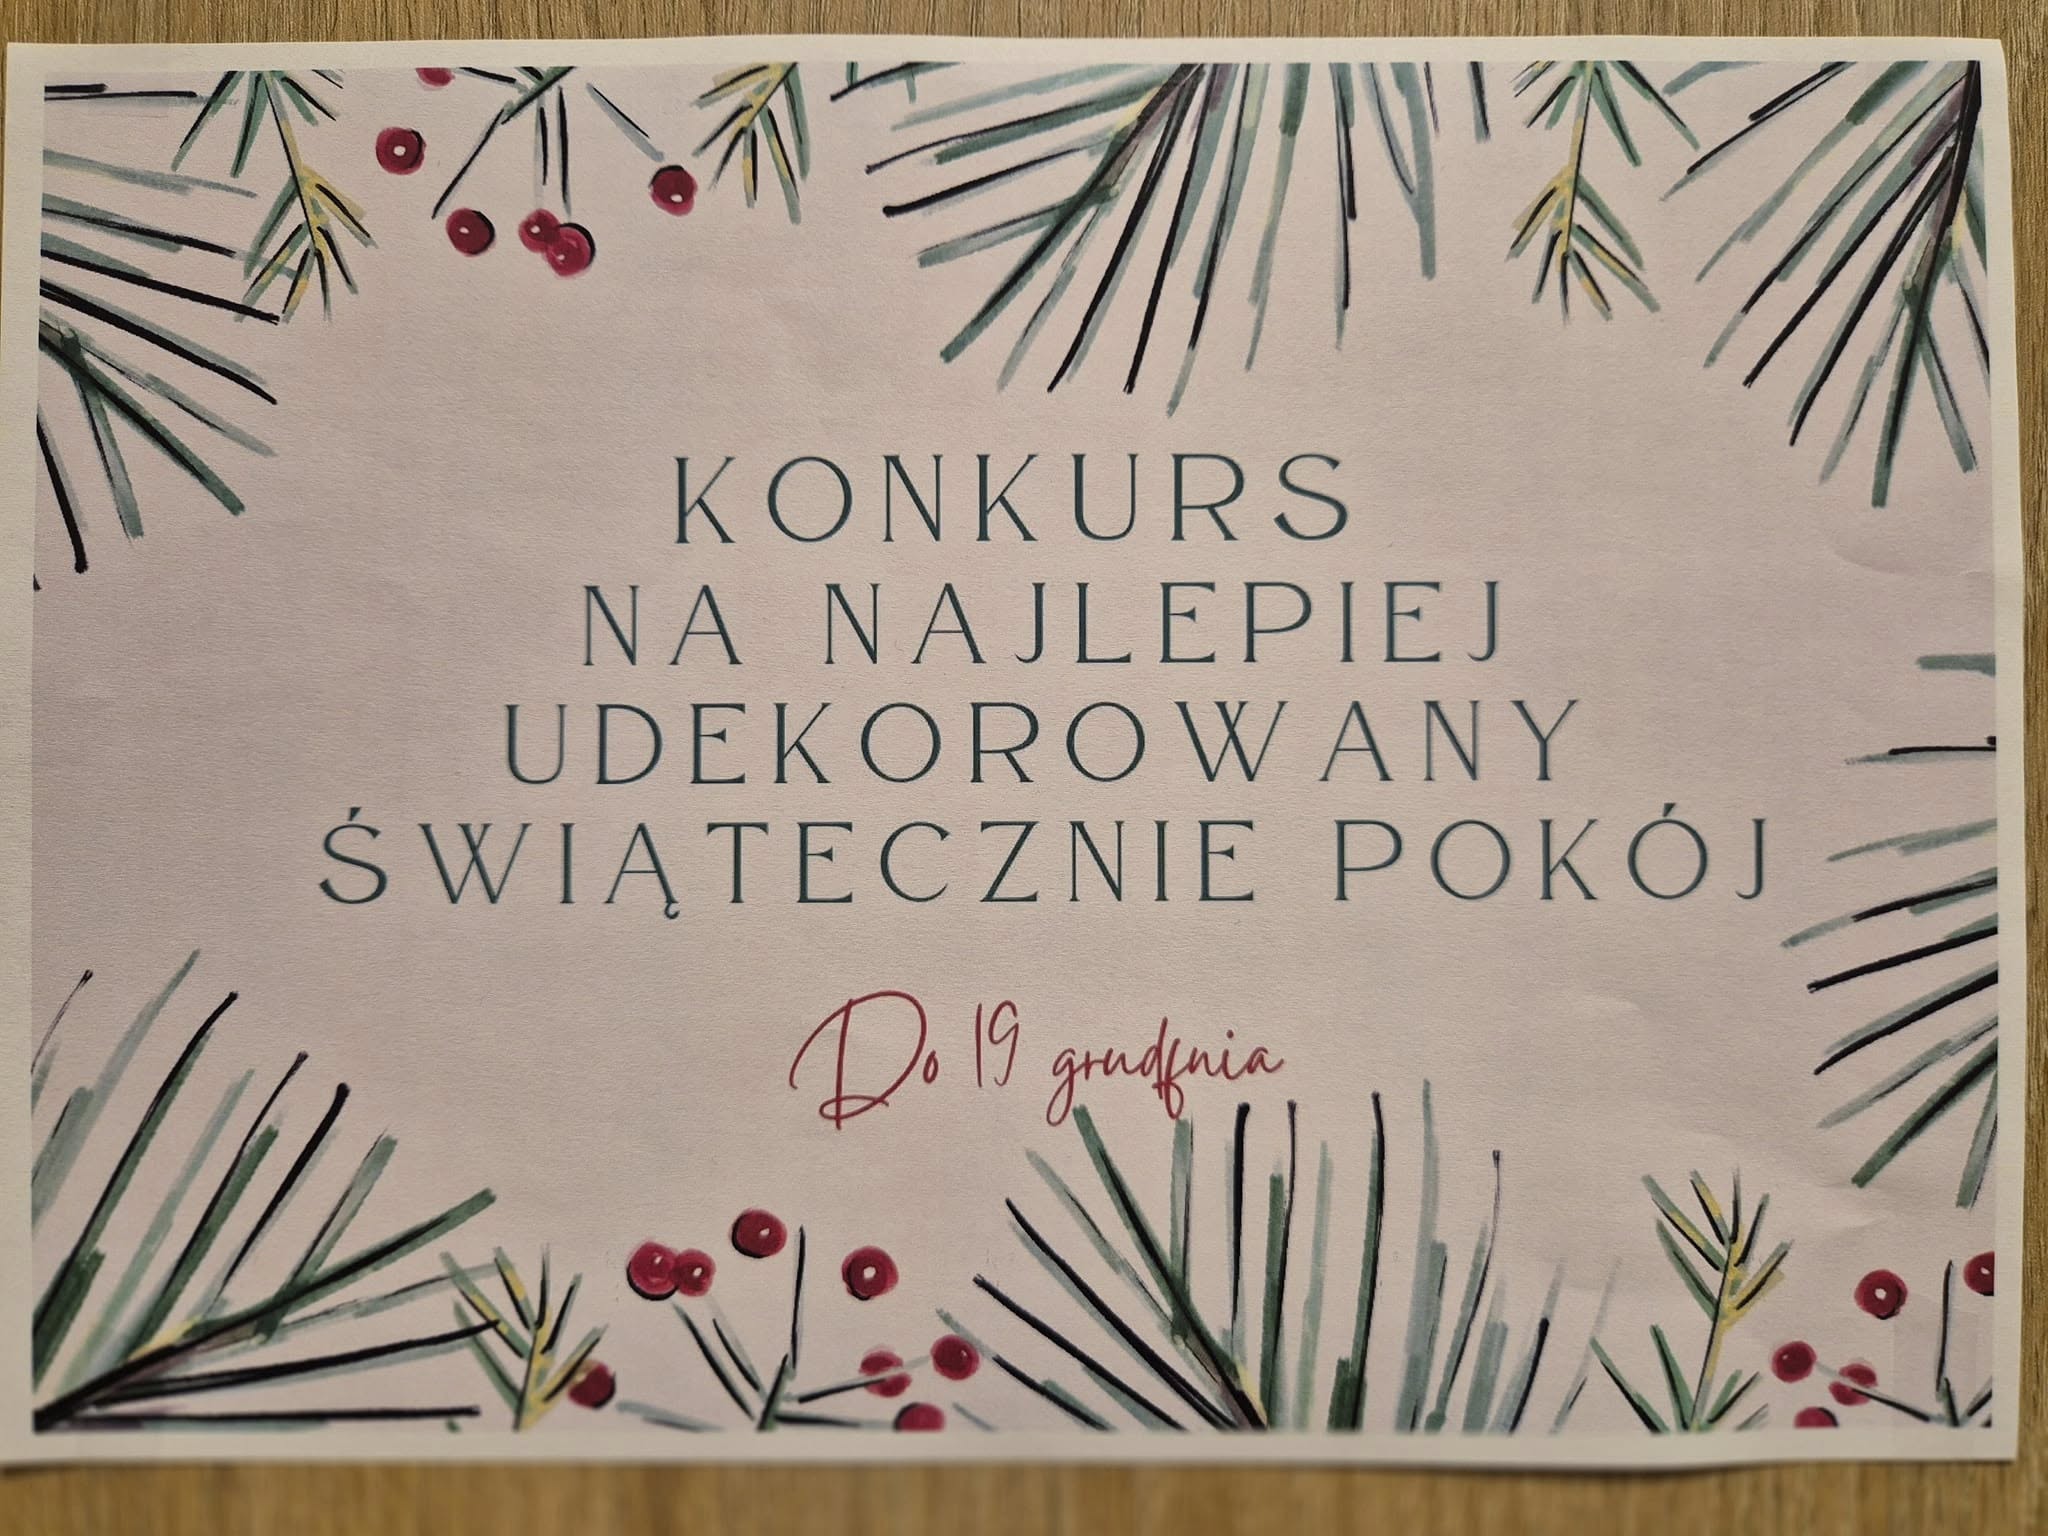 KONKURS
NA NAJLEPIEJ
UDEKOROWANY
ŚWIĄTECZNIE POKÓJ
Do 19 grudnia